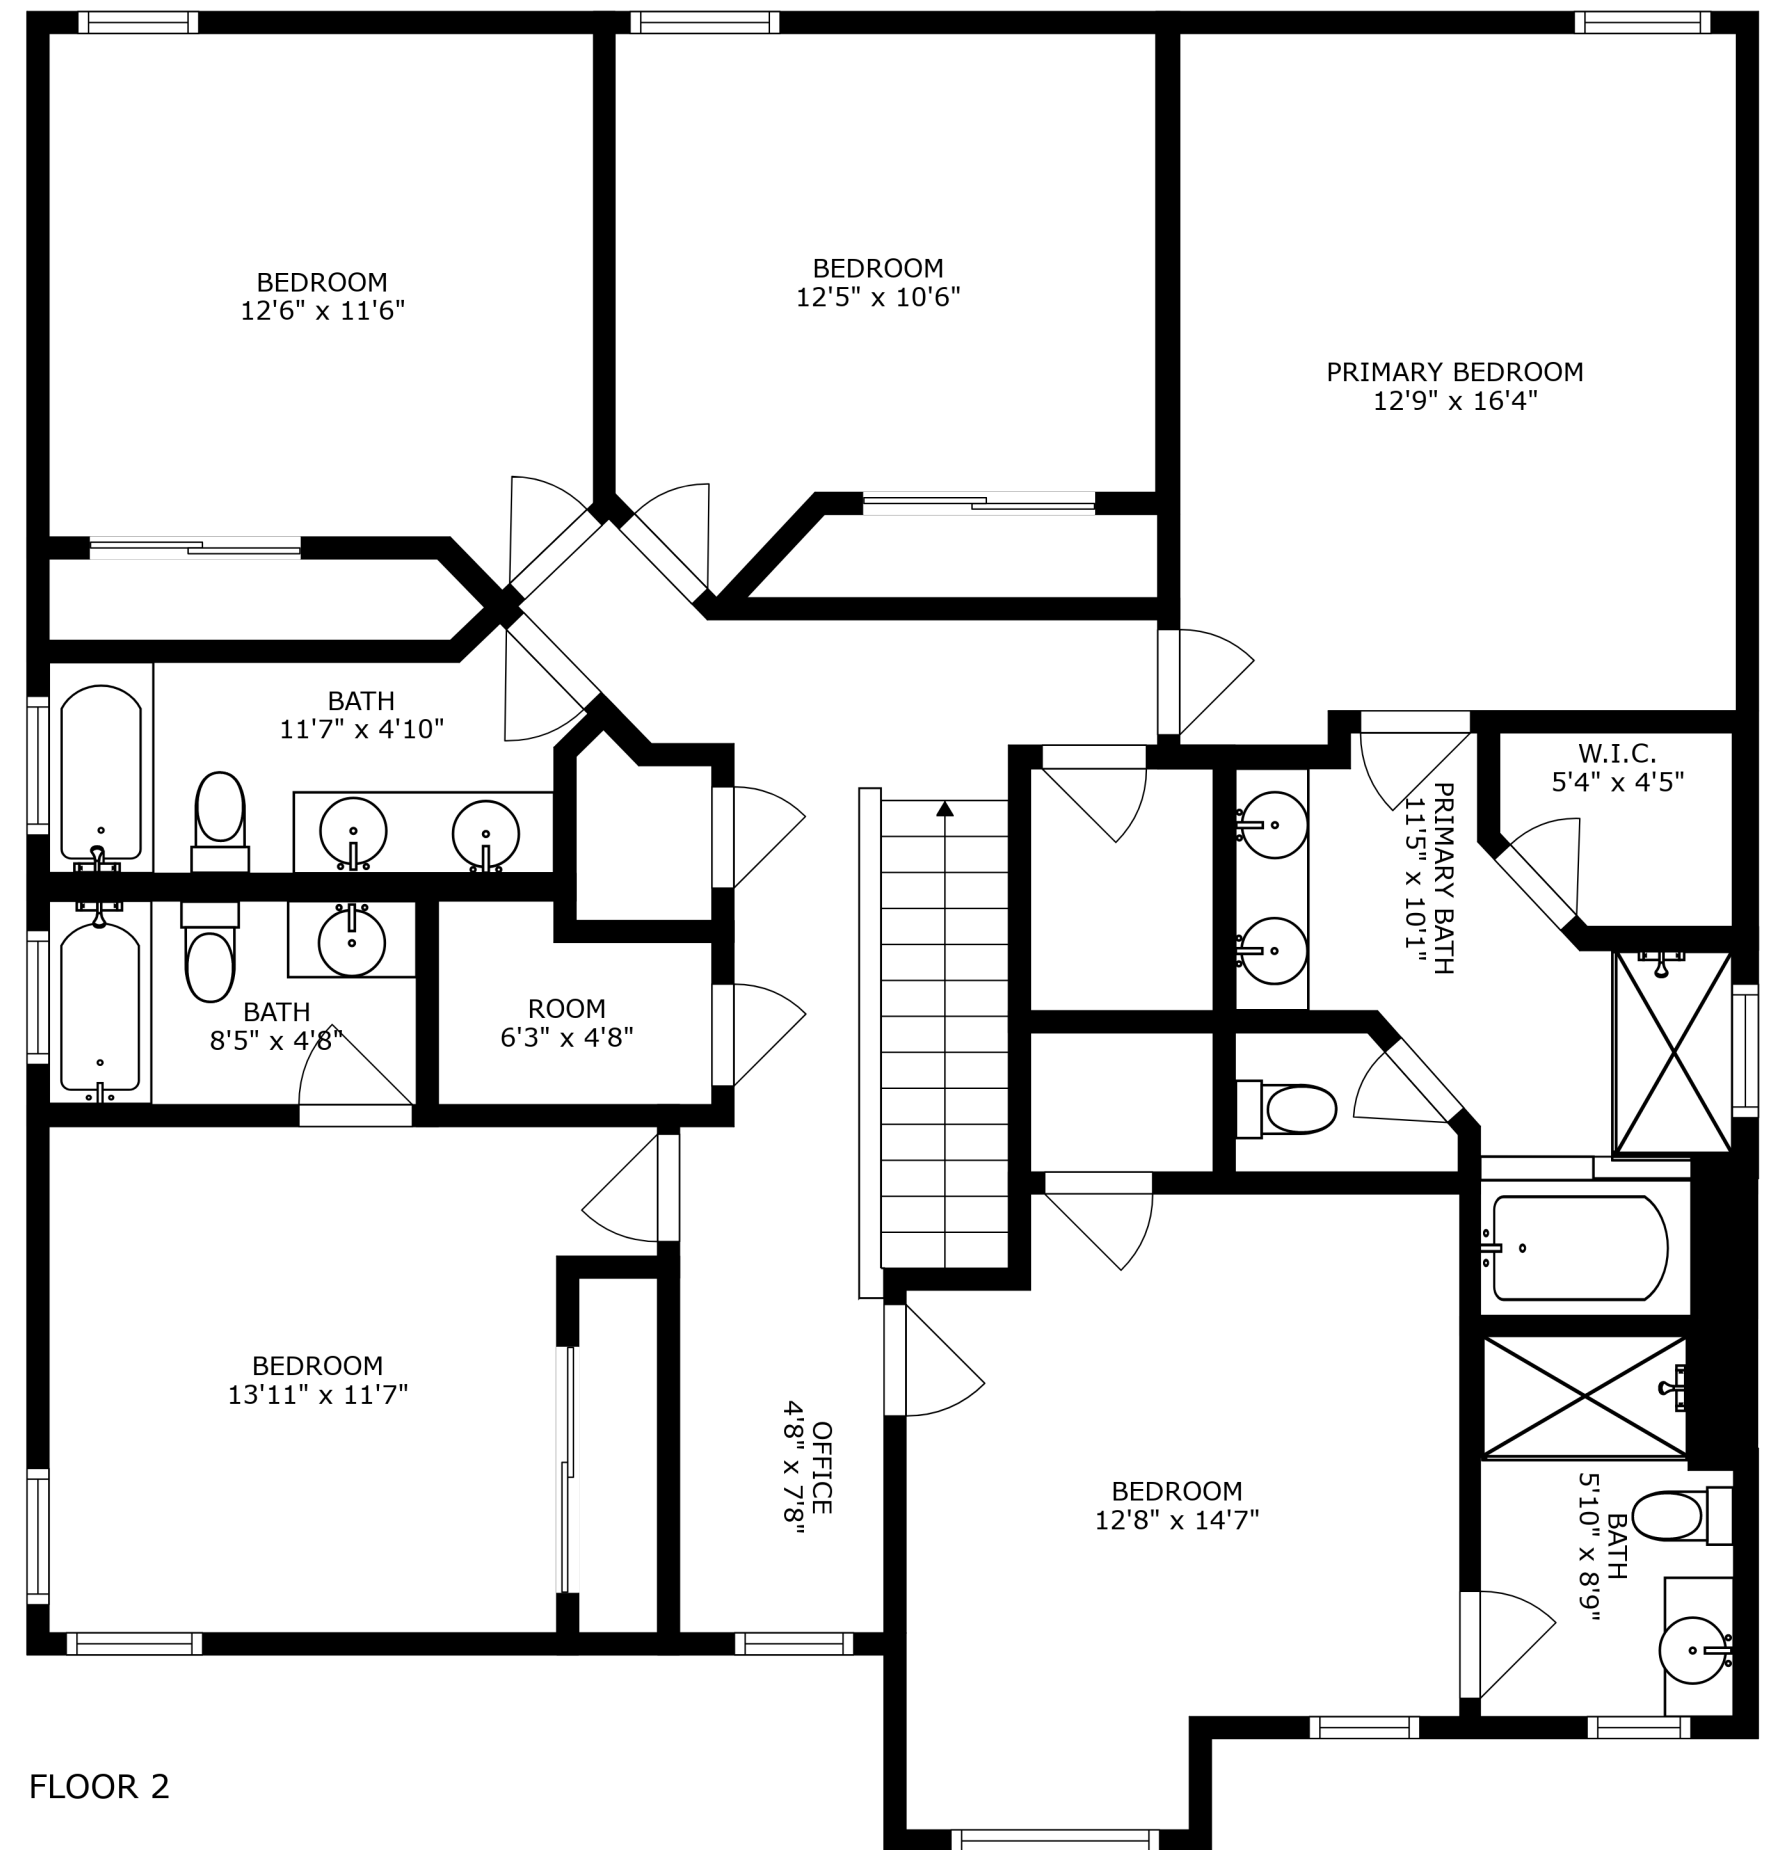 BEDROOM
12'6" x 11'6"
BEDROOM
12'5" x 10'6"
PRIMARY BEDROOM
12'9" x 16'4"
BATH
11'7" x 4'10"
W.I.C.
5'4" x 4'5"
PRIMARY BATH
11'5" x 10'1"
BATH
8'5" x 4'8"
ROOM
6'3" x 4'8"
BEDROOM
13'11" x 11'7"
OFFICE
4'8" x 7'8"
BEDROOM
12'8" x 14'7"
BATH
5'10" x 8'9"
FLOOR 2